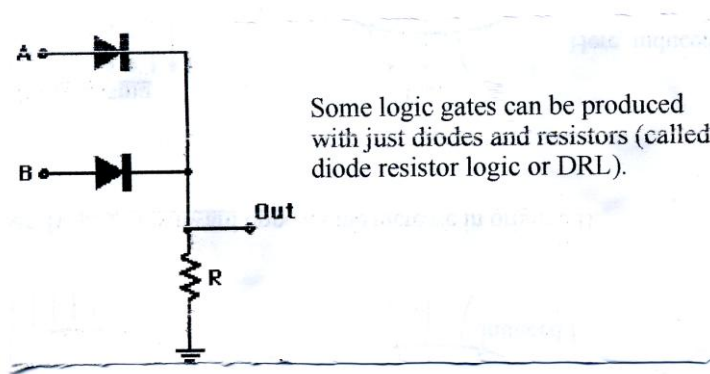 A
Some logic gates can be produced
with just diodes and resistors (called
diode resistor logic or DRL).
B
Out
R